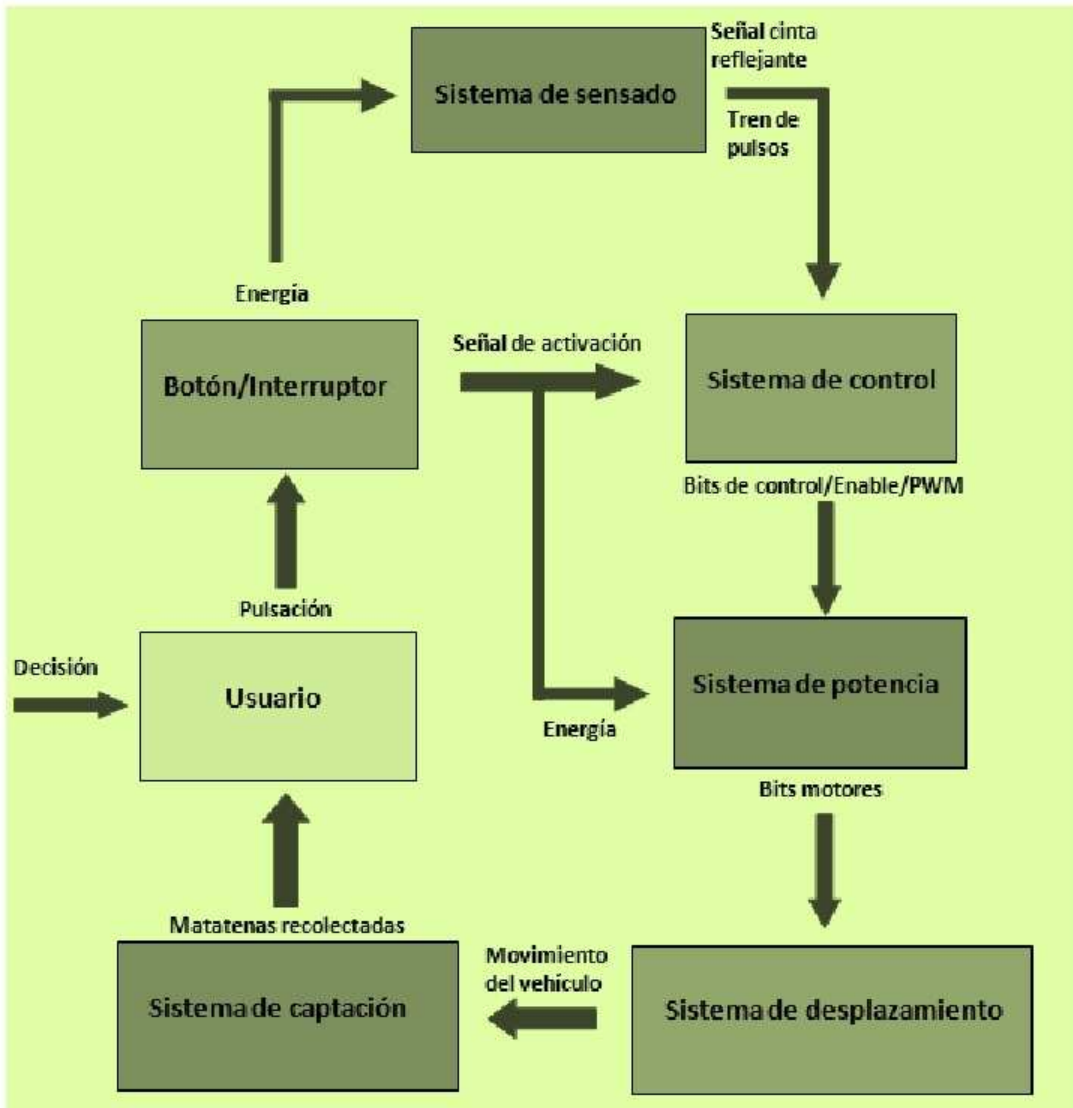 Señal cinta
reflejante
Sistema de sensado
Tren de
pulsos
Energía
Señal de activación
Botón/Interruptor
Sistema de control
Bits de control/Enable/PWM
Pulsación
Decisión
Usuario
Sistema de potencia
Energía
Bits motores
Matatenas recolectadas
Movimiento
del vehículo
Sistema de captación
Sistema de desplazamiento